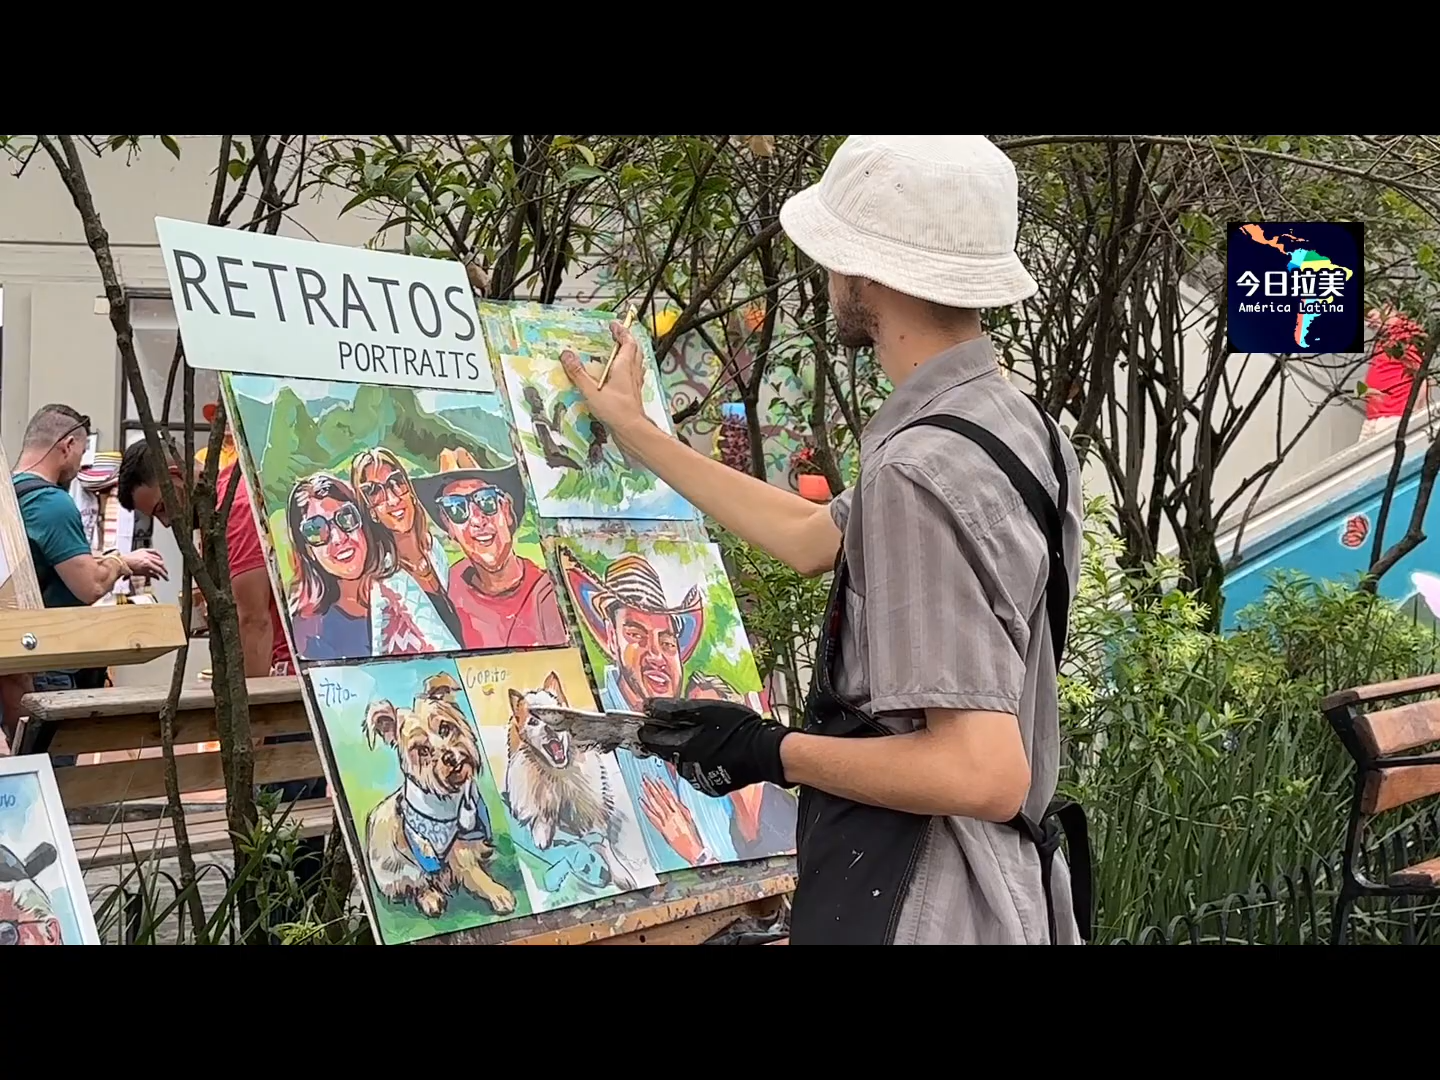 RETRATOS
PORTRAITS
今日拉美
América Latina
-Tito-
Copito